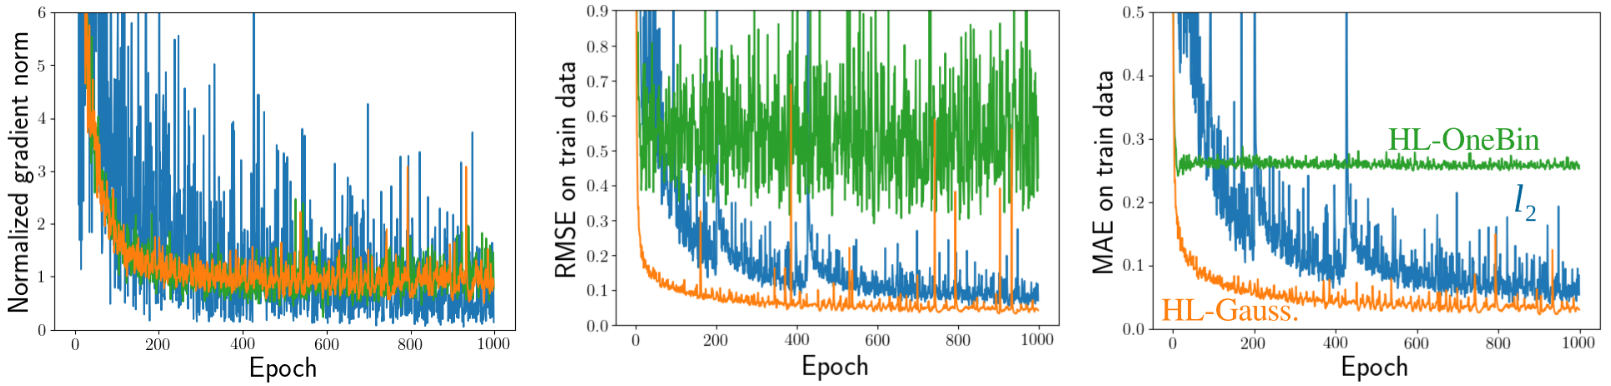 Normalized gradient norm
6
5
4
3
2
1
0
0 200 400 600 800 1000
Epoch
RMSE on train data
0.9
0.8
0.7
0.6
0.5
0.4
0.3
0.2
0.1
0.0
0 200 400 600 800 1000
Epoch
MAE on train data
0.5
0.4
0.3
0.2
0.1
0.0
HL-OneBin
l2
HL-Gauss.
0 200 400 600 800 1000
Epoch